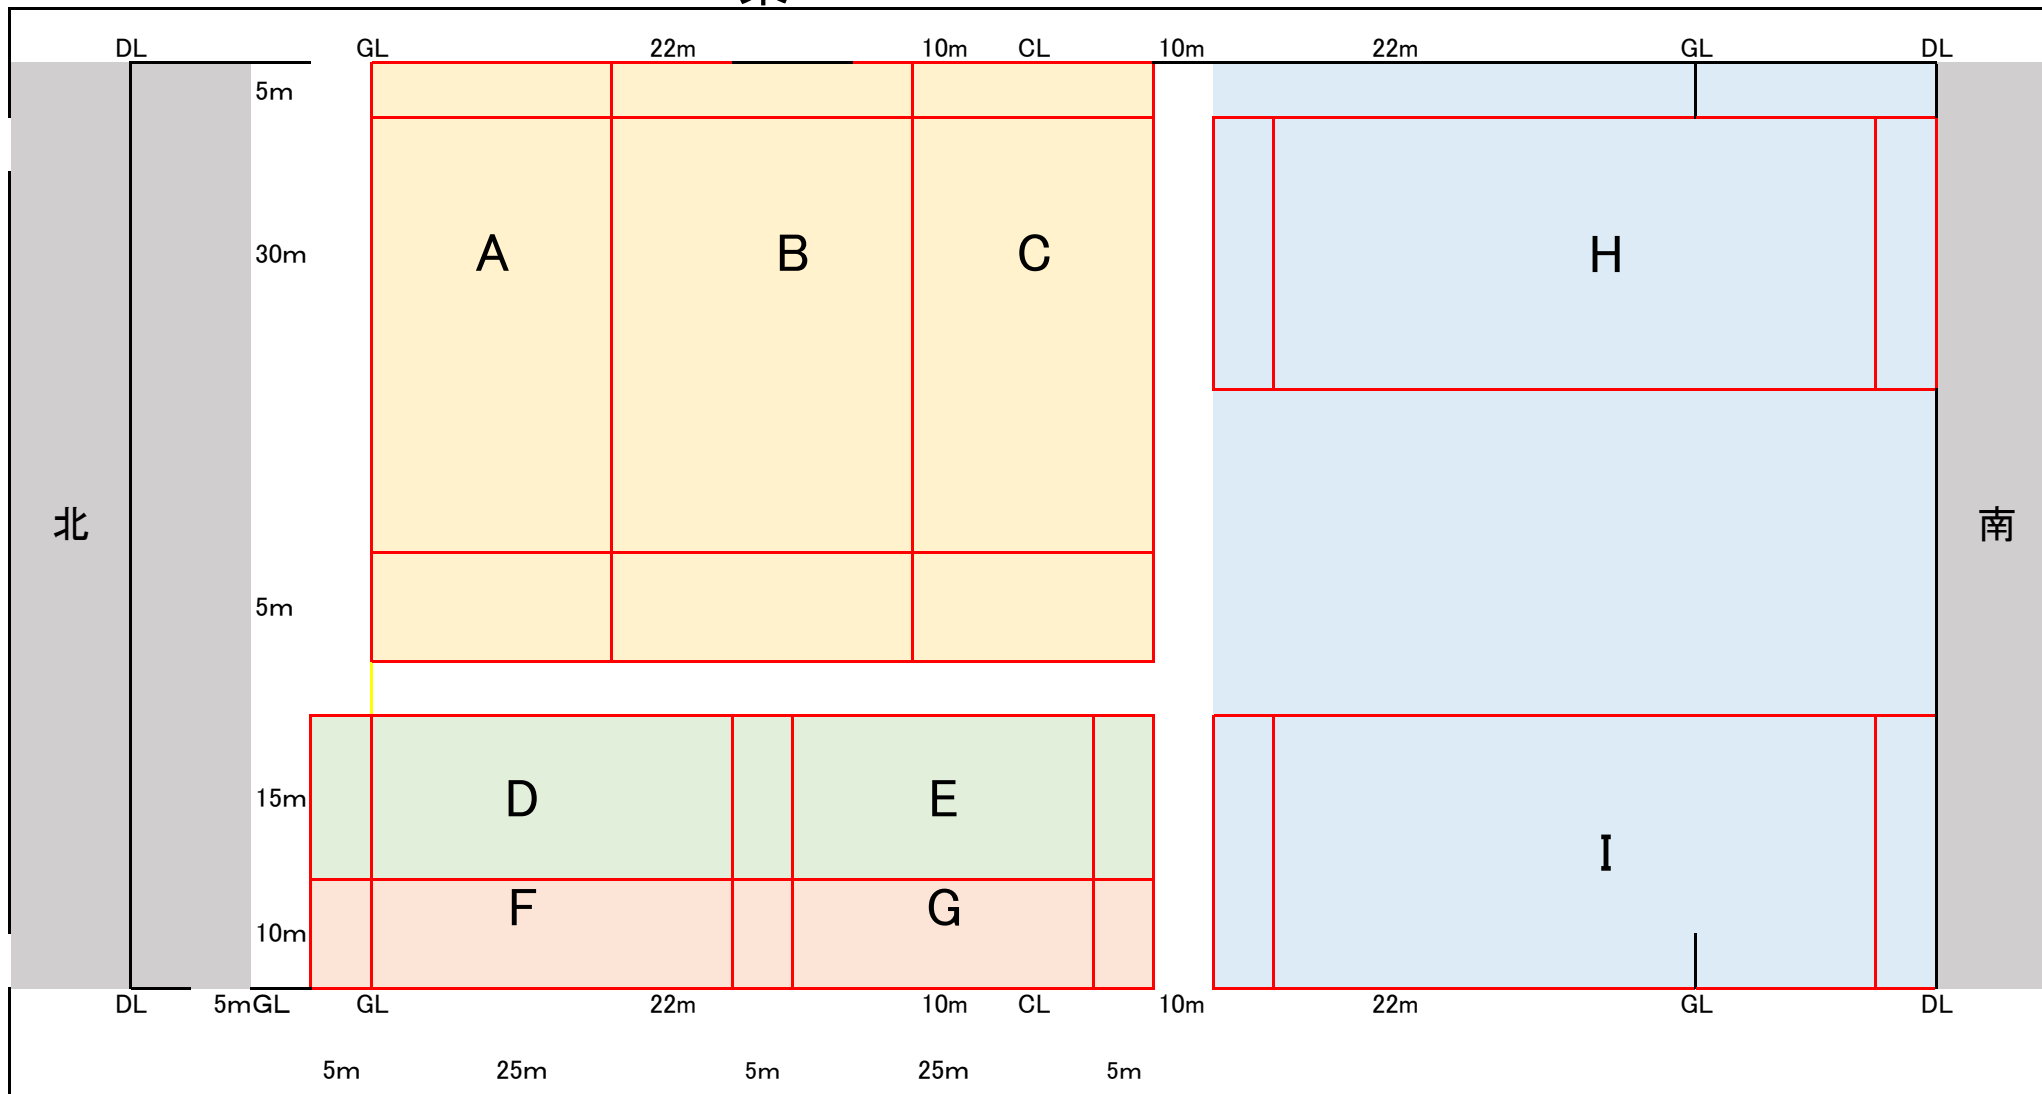 DL GL 22m 10m CL 10m 22m GL DL
5m
30m
A B C H
北 南
5m
15m
D E
I
F G
10m
DL 5mGL GL 22m 10m CL 10m 22m GL DL
5m 25m 5m 25m 5m